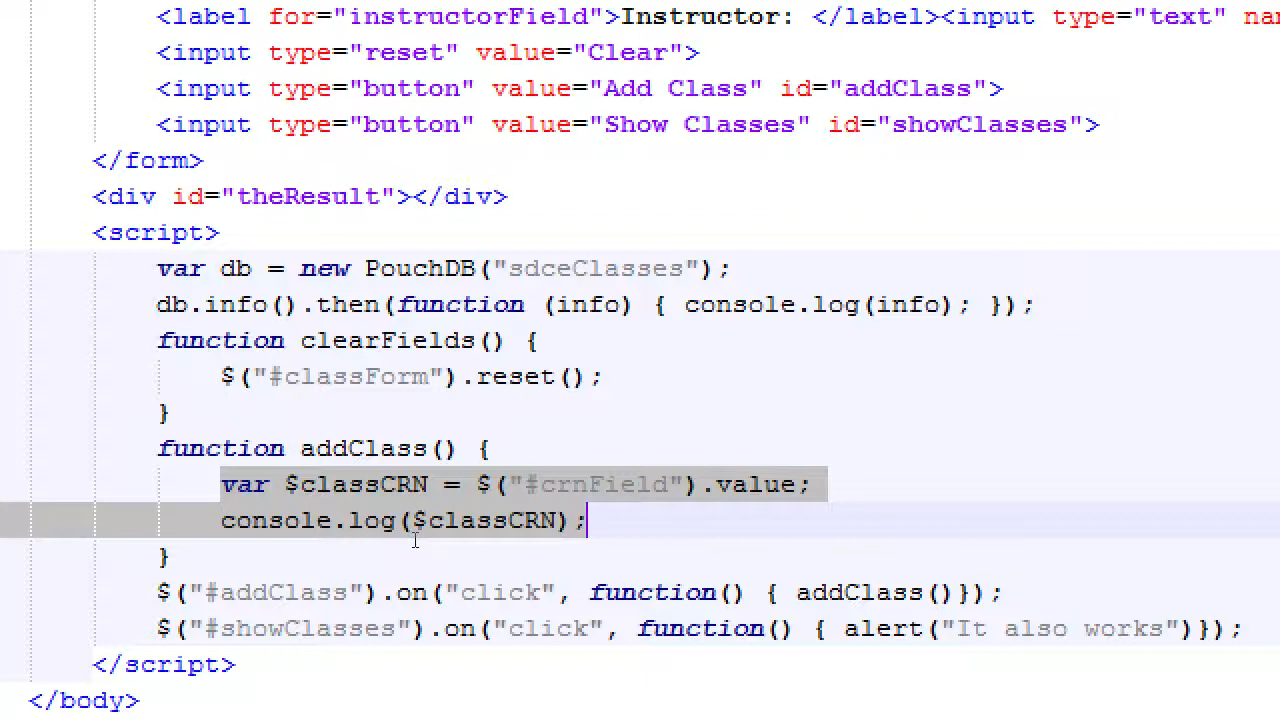 <label for="instructorField">Instructor: </label><input type="text"
<input type="reset" value="Clear">
<input type="button" value="Add Class" id="addClass">
<input type="button" value="Show Classes" id="showClasses">
</form>
<div id="theResult"></div>
<script>
var db = new PouchDB("sdceClasses");
db.info().then(function (info) { console.log(info); });
function clearFields() {
$("#classForm").reset();
}
function addClass() {
var $classCRN = $("#crnField").value;
console.log($classCRN);
}
$("#addClass").on("click", function() { addClass()});
$("#showClasses").on("click", function() { alert("It also works")});
</script>
</body>